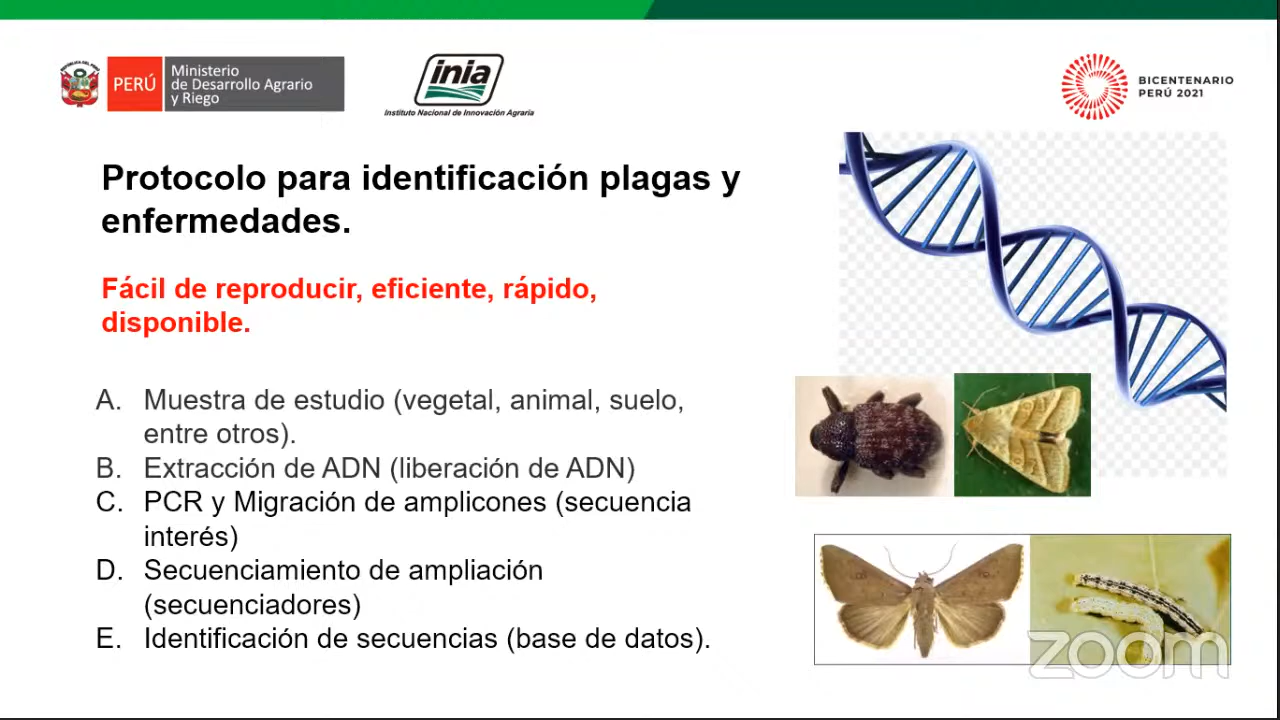 PERÚ
Ministerio
de Desarrollo Agrario
y Riego
inia
Instituto Nacional de Innovación Agraria
BICENTENARIO
PERÚ 2021
Protocolo para identificación plagas y
enfermedades.
Fácil de reproducir, eficiente, rápido,
disponible.
A. Muestra de estudio (vegetal, animal, suelo,
entre otros).
B. Extracción de ADN (liberación de ADN)
C. PCR y Migración de amplicones (secuencia
interés)
D. Secuenciamiento de ampliación
(secuenciadores)
E. Identificación de secuencias (base de datos).
zoom